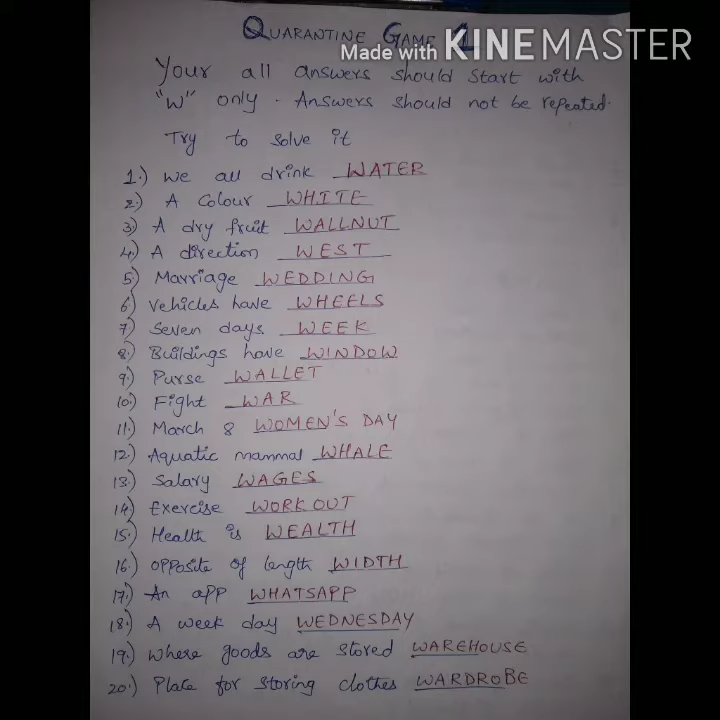 QUARANTINE GAME 1
Made with KINEMASTER
Your all answers should start with
"W" only. Answers should not be repeated.
Try to solve it
1.) We all drink WATER
2.) A colour WHITE
3.) A dry fruit WALLNUT
4.) A direction WEST
5.) Marriage WEDDING
6.) Vehicles have WHEELS
7.) Seven days WEEK
8.) Buildings have WINDOW
9.) Purse WALLET
10.) Fight WAR
11.) March 8 WOMEN'S DAY
12.) Aquatic mammal WHALE
13.) Salary WAGES
14.) Exercise WORKOUT
15.) Health is WEALTH
16.) Opposite of length WIDTH
17.) An app WHATSAPP
18.) A week day WEDNESDAY
19.) Where goods are stored WAREHOUSE
20.) Place for storing clothes WARDROBE